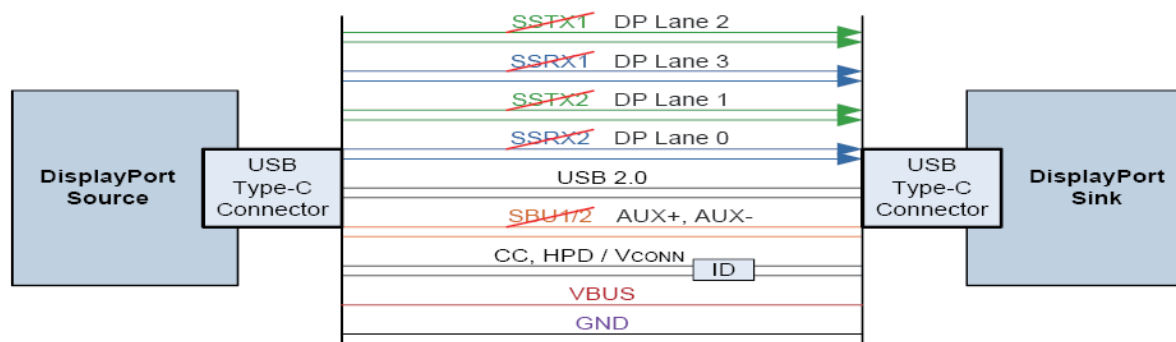 SSTX1 DP Lane 2
SSRX1 DP Lane 3
SSTX2 DP Lane 1
SSRX2 DP Lane 0
DisplayPort
Source
USB
Type-C
Connector
USB 2.0
SBU1/2 AUX+, AUX-
CC, HPD / VCONN
ID
VBUS
GND
USB
Type-C
Connector
DisplayPort
Sink